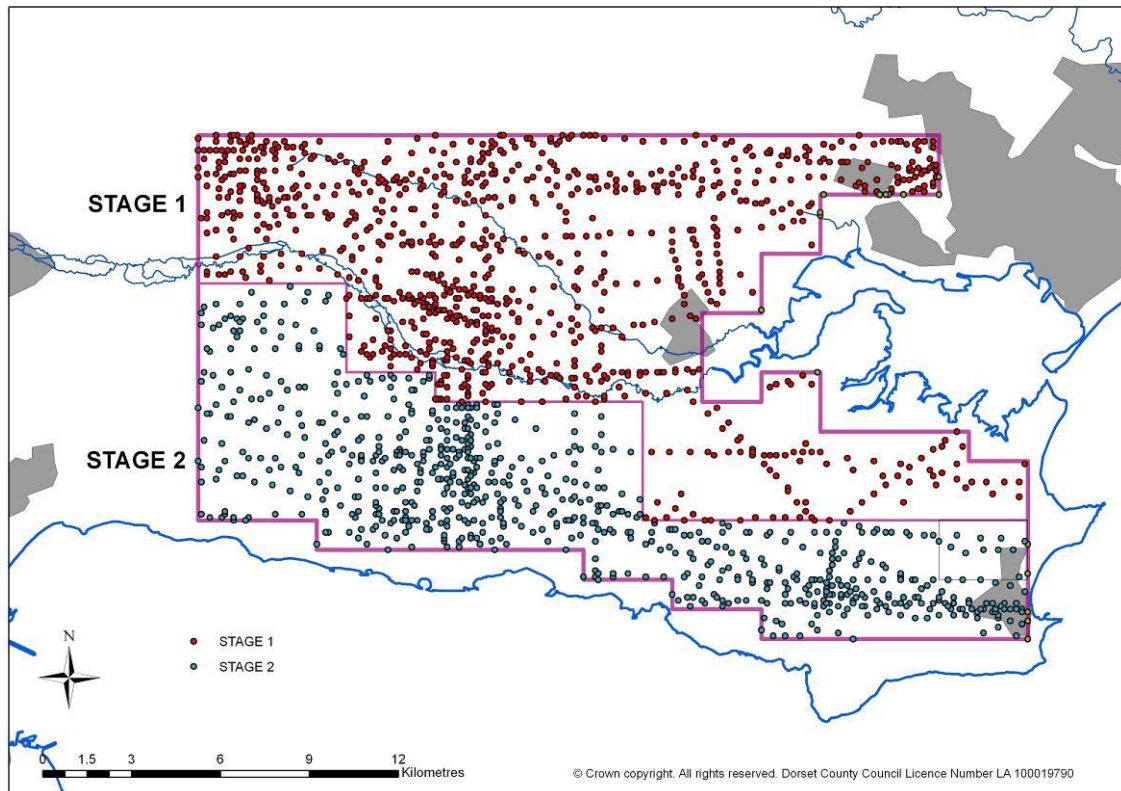 STAGE 1
STAGE 2
N
STAGE 1
STAGE 2
0 1.5 3 6 9 12
Kilometres
© Crown copyright. All rights reserved. Dorset County Council Licence Number LA 100019790